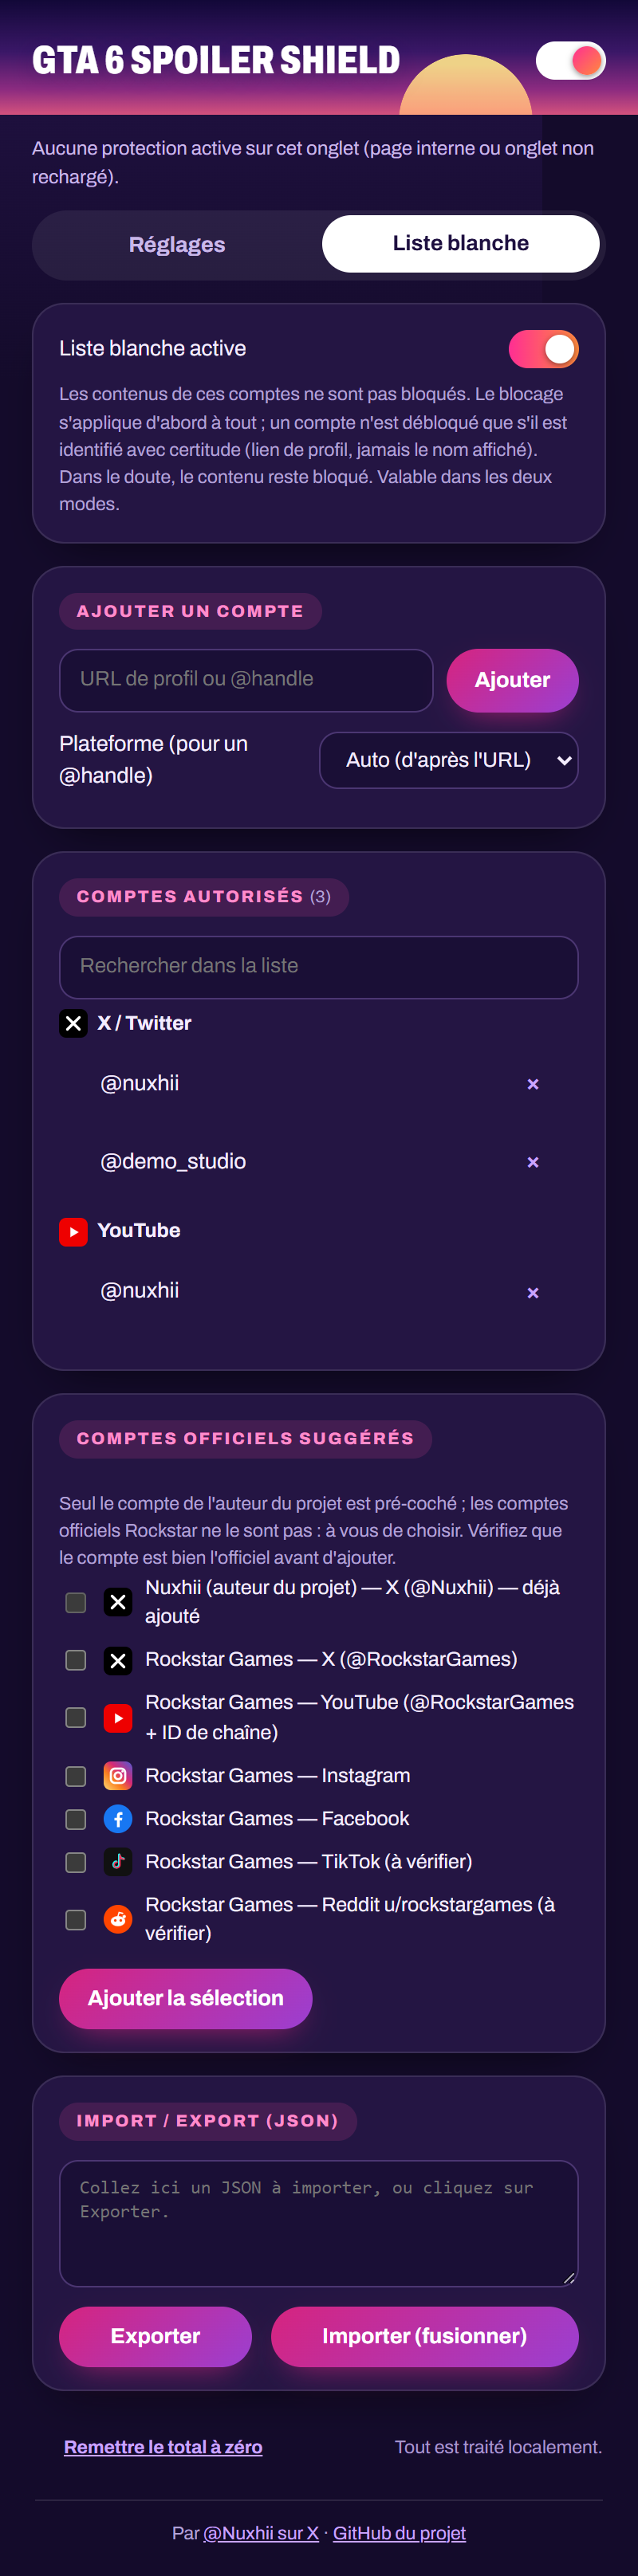 GTA 6 SPOILER SHIELD
Aucune protection active sur cet onglet (page interne ou onglet non
rechargé).
Réglages
Liste blanche
Liste blanche active
Les contenus de ces comptes ne sont pas bloqués. Le blocage
s'applique d'abord à tout ; un compte n'est débloqué que s'il est
identifié avec certitude (lien de profil, jamais le nom affiché).
Dans le doute, le contenu reste bloqué. Valable dans les deux
modes.
AJOUTER UN COMPTE
URL de profil ou @handle
Ajouter
Plateforme (pour un
@handle)
Auto (d'après l'URL)
COMPTES AUTORISÉS (3)
Rechercher dans la liste
X / Twitter
@nuxhii
×
@demo_studio
×
YouTube
@nuxhii
×
COMPTES OFFICIELS SUGGÉRÉS
Seul le compte de l'auteur du projet est pré-coché ; les comptes
officiels Rockstar ne le sont pas : à vous de choisir. Vérifiez que
le compte est bien l'officiel avant d'ajouter.
Nuxhii (auteur du projet) — X (@Nuxhii) — déjà
ajouté
Rockstar Games — X (@RockstarGames)
Rockstar Games — YouTube (@RockstarGames
+ ID de chaîne)
Rockstar Games — Instagram
Rockstar Games — Facebook
Rockstar Games — TikTok (à vérifier)
Rockstar Games — Reddit u/rockstargames (à
vérifier)
Ajouter la sélection
IMPORT / EXPORT (JSON)
Collez ici un JSON à importer, ou cliquez sur
Exporter.
Exporter
Importer (fusionner)
Remettre le total à zéro
Tout est traité localement.
Par @Nuxhii sur X · GitHub du projet